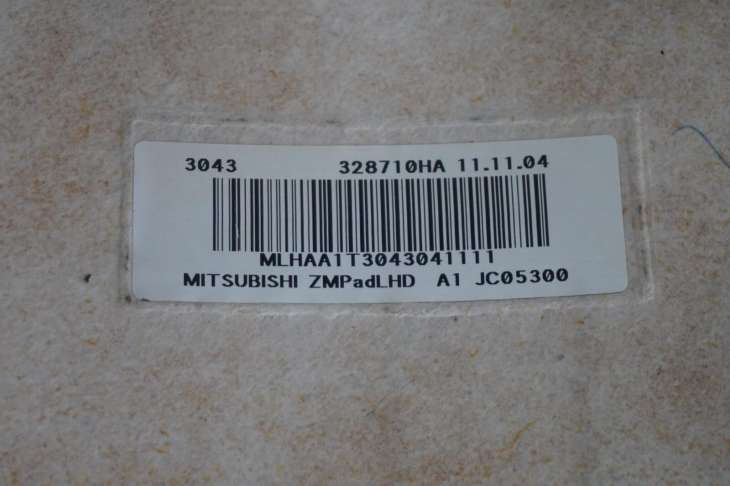 3043 328710HA 11.11.04
MLHAA1T3043041111
MITSUBISHI ZMPadLHD A1 JC05300